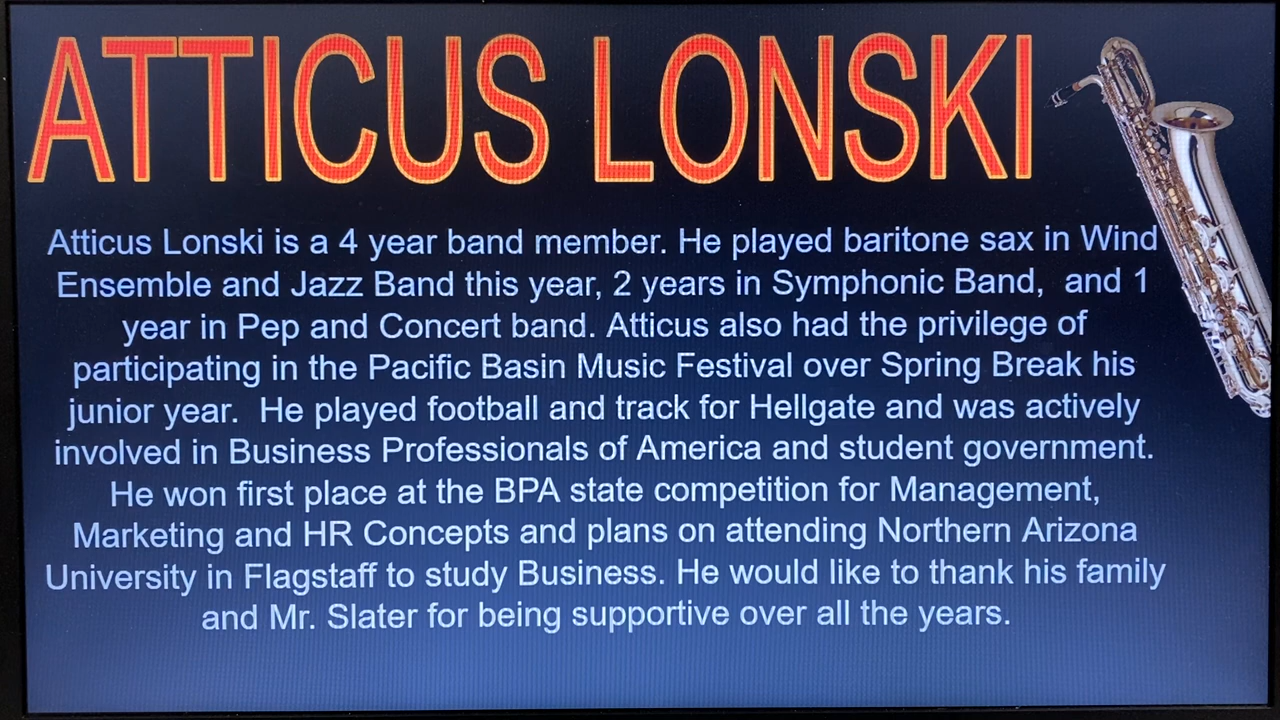 ATTICUS LONSKI
Atticus Lonski is a 4 year band member. He played baritone sax in Wind
Ensemble and Jazz Band this year, 2 years in Symphonic Band,  and 1
year in Pep and Concert band. Atticus also had the privilege of
participating in the Pacific Basin Music Festival over Spring Break his
junior year.  He played football and track for Hellgate and was actively
involved in Business Professionals of America and student government.
He won first place at the BPA state competition for Management,
Marketing and HR Concepts and plans on attending Northern Arizona
University in Flagstaff to study Business. He would like to thank his family
and Mr. Slater for being supportive over all the years.